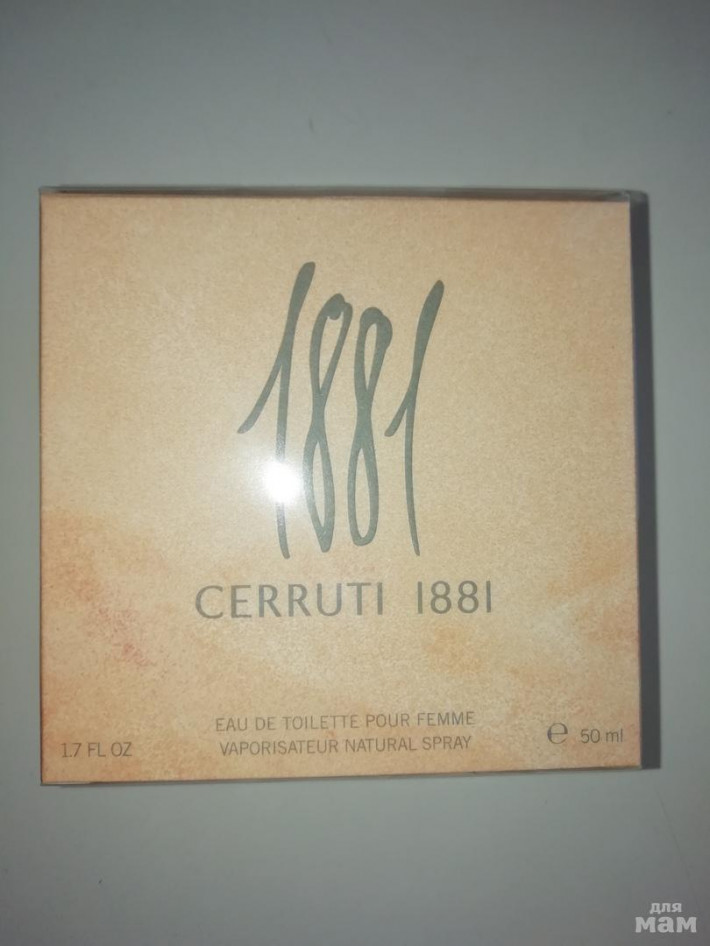 1881
CERRUTI 1881
EAU DE TOILETTE POUR FEMME
1.7 FL OZ VAPORISATEUR NATURAL SPRAY ℮ 50 ml
для
мам